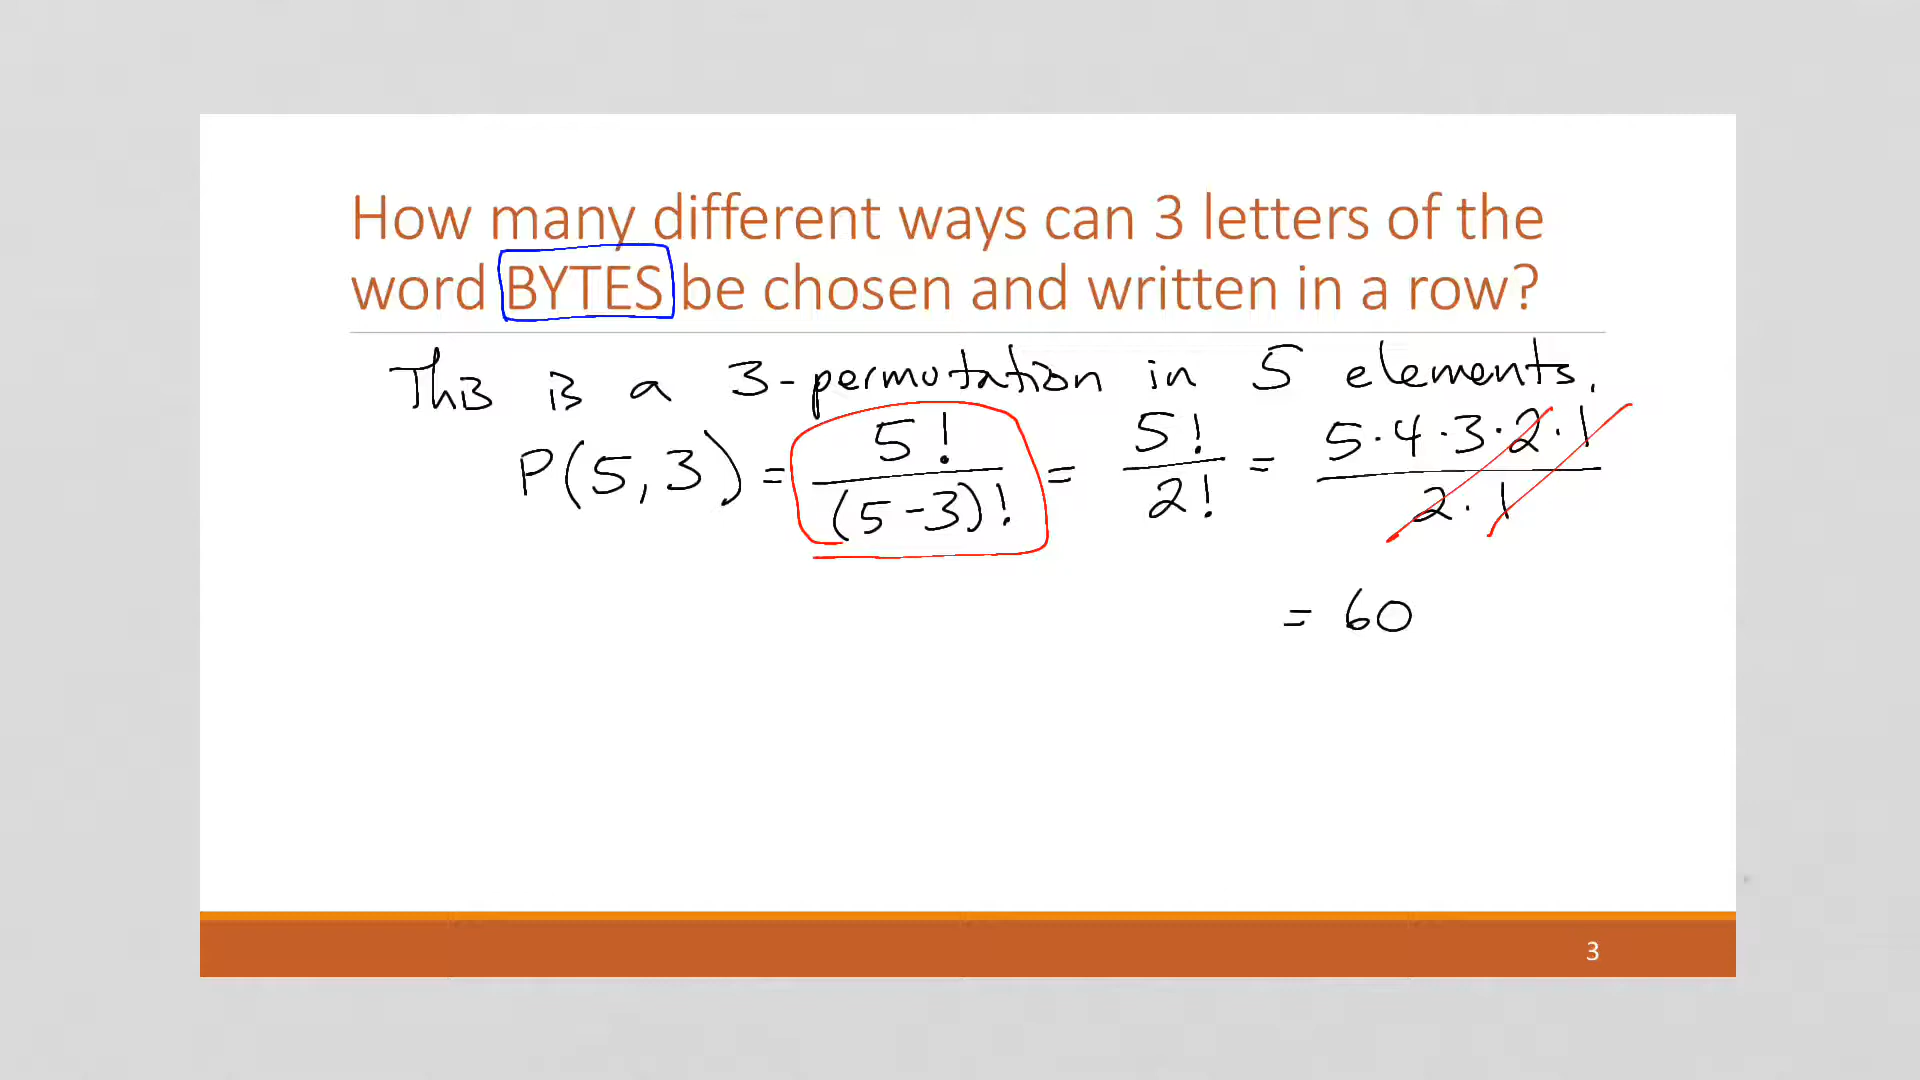 How many different ways can 3 letters of the
word BYTES be chosen and written in a row?
This is a 3-permutation in 5 elements.
P(5,3) = 5!/(5-3)! = 5!/2! = 5·4·3·2·1/2·1
= 60
3